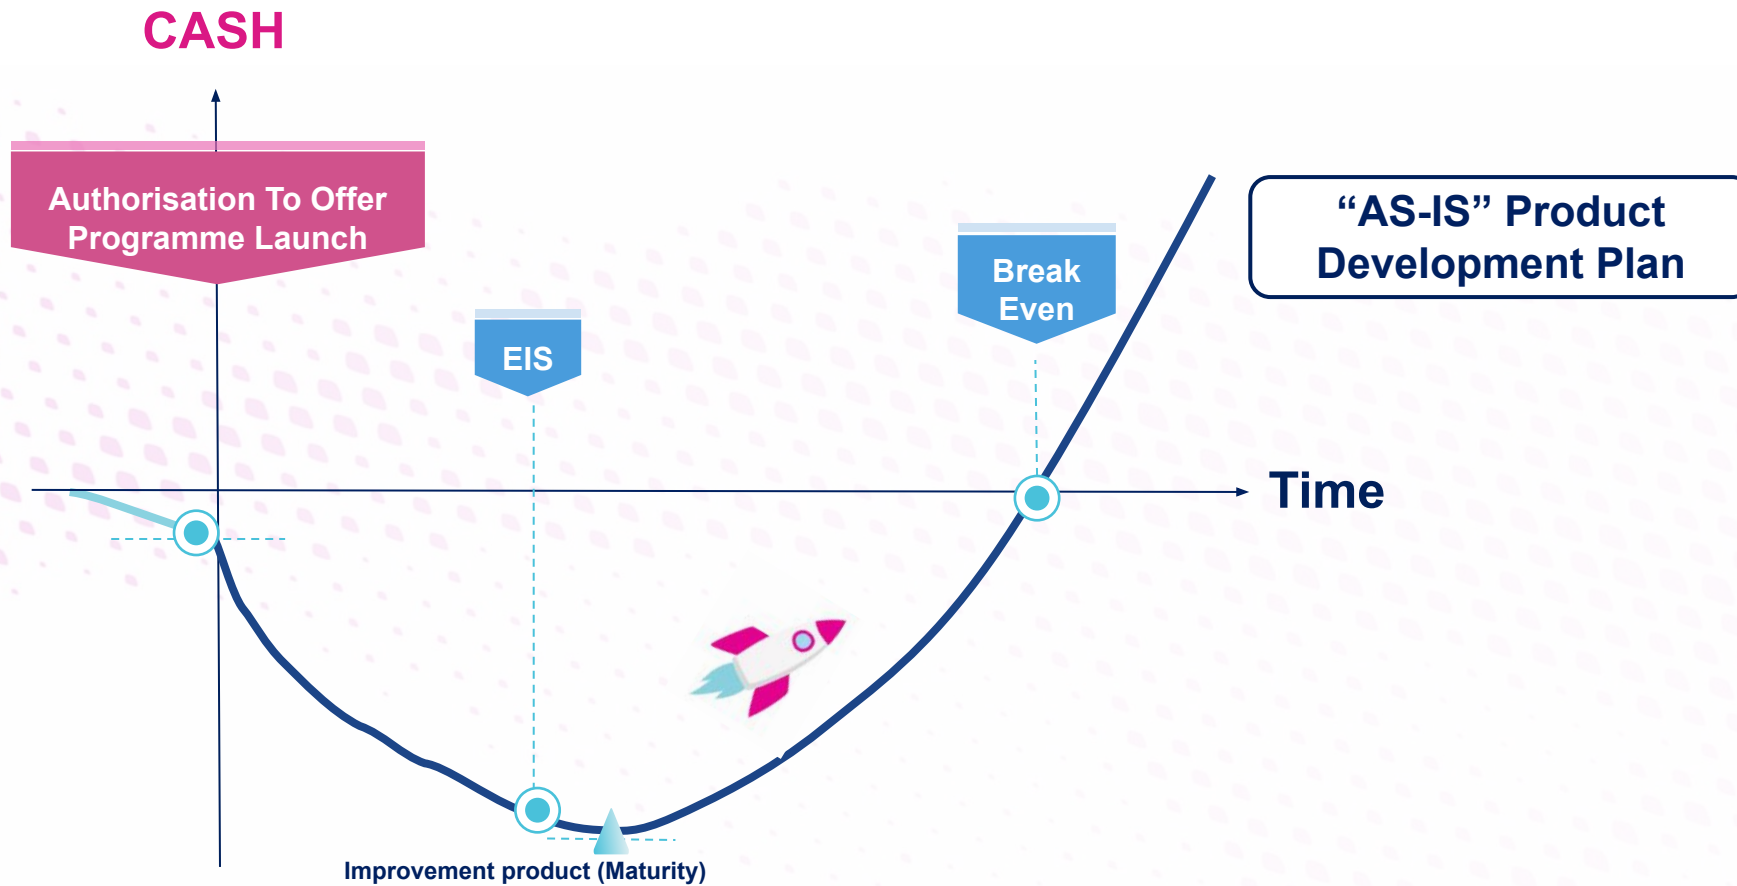 CASH
Authorisation To Offer
Programme Launch
“AS-IS” Product
Development Plan
Break
Even
EIS
Time
Improvement product (Maturity)